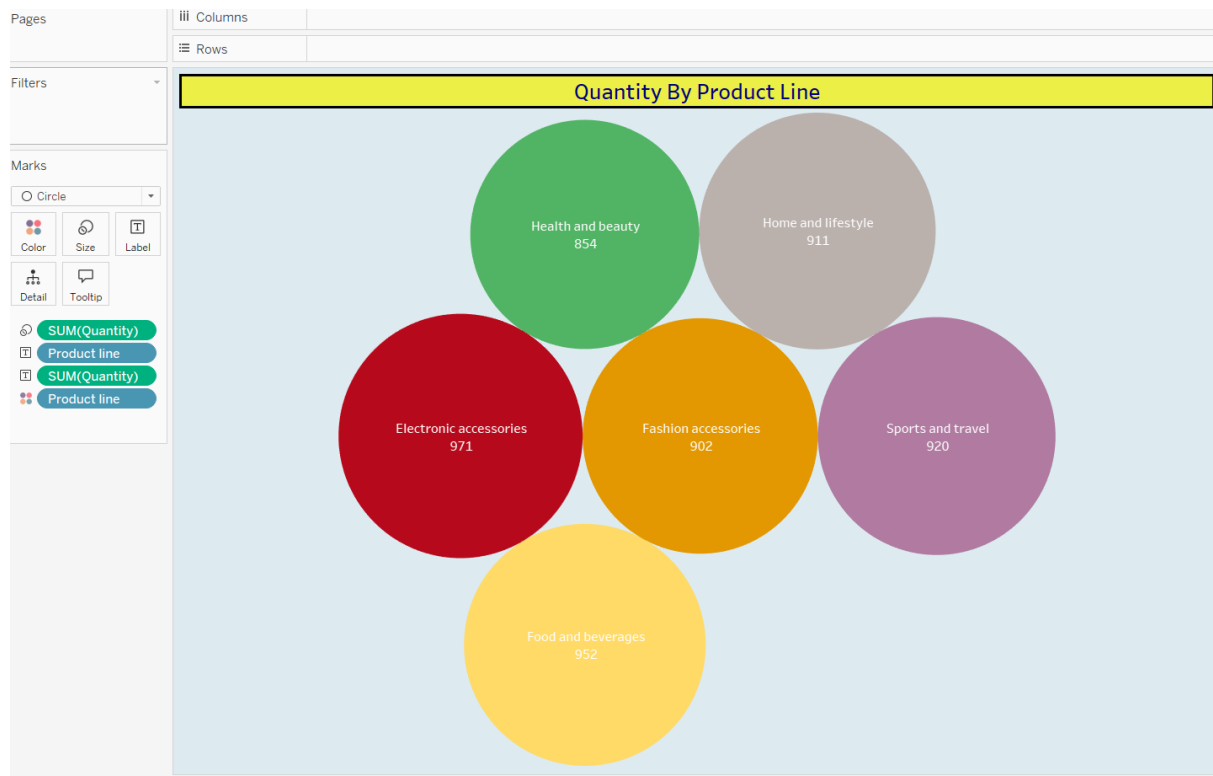 Pages
Columns
Rows
Filters
Marks
Circle
Color
Size
Label
Detail
Tooltip
SUM(Quantity)
Product line
SUM(Quantity)
Product line
Quantity By Product Line
Health and beauty
854
Home and lifestyle
911
Electronic accessories
971
Fashion accessories
902
Sports and travel
920
Food and beverages
952